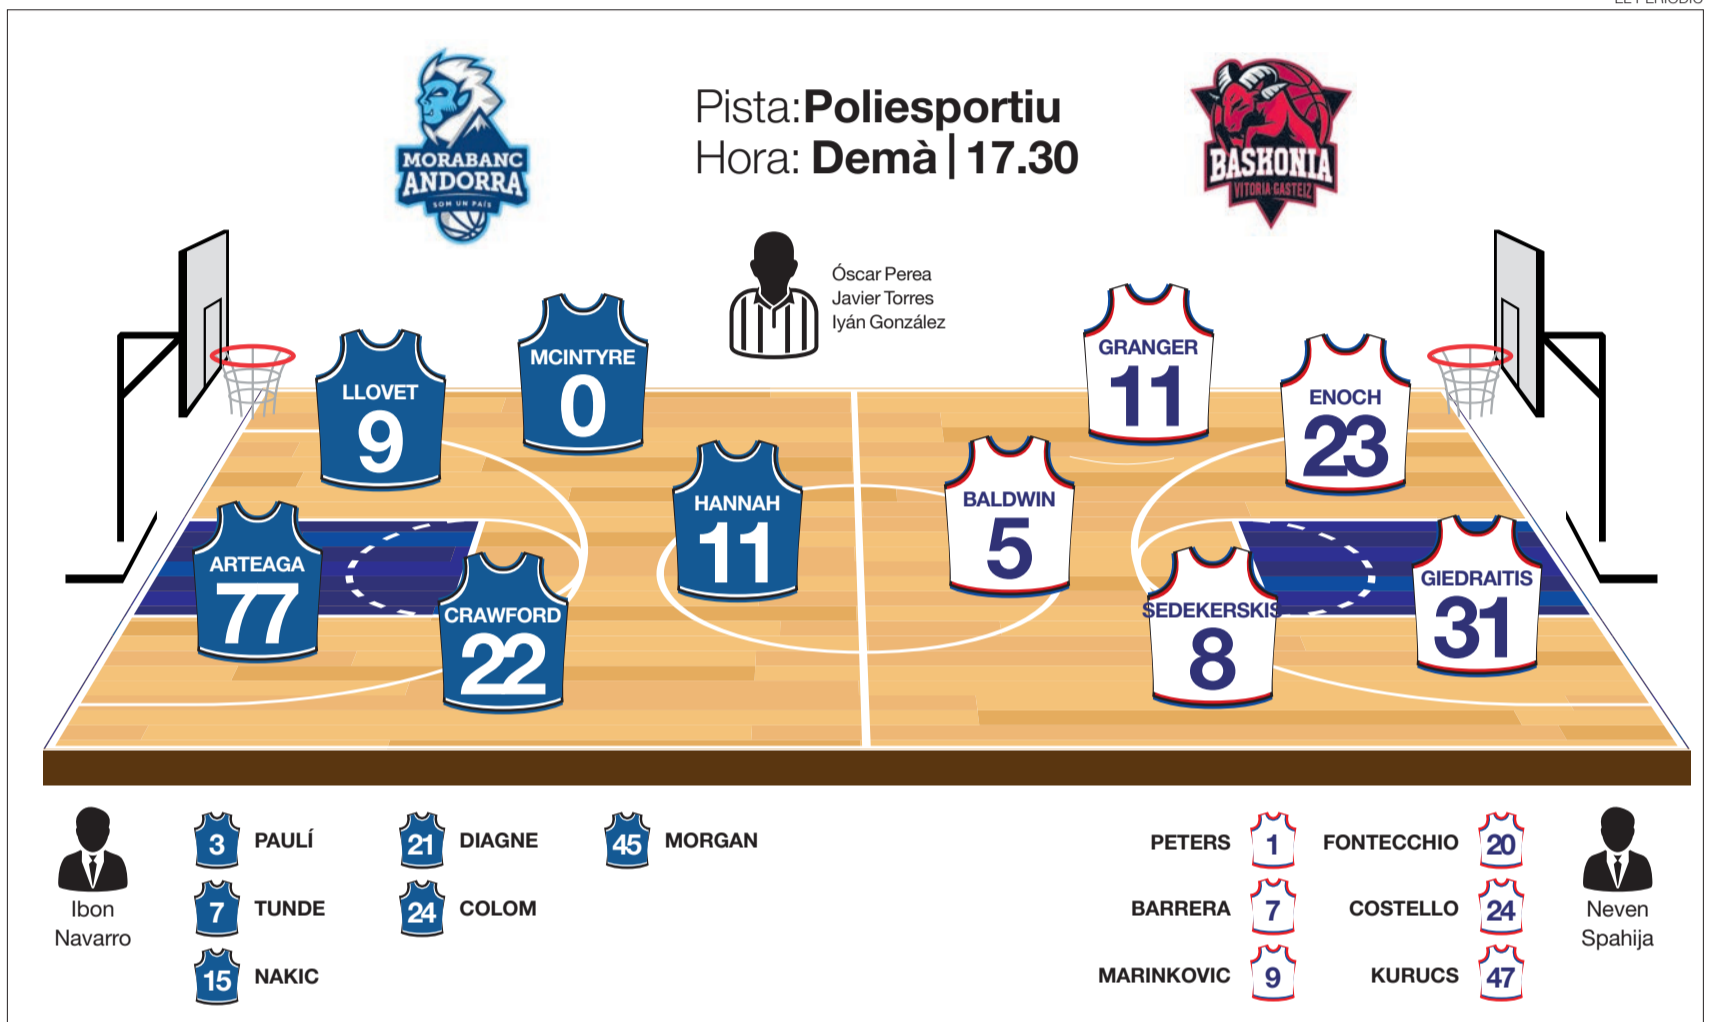 MORABANC
ANDORRA
SOM UN PAÍS
Pista:Poliesportiu
Hora: Demà | 17.30
BASKONIA
VITORIA-GASTEIZ
Óscar Perea
Javier Torres
Iyán González
LLOVET
9
MCINTYRE
0
HANNAH
11
ARTEAGA
77
CRAWFORD
22
GRANGER
11
ENOCH
23
BALDWIN
5
SEDEKERSKIS
8
GIEDRAITIS
31
Ibon
Navarro
3 PAULÍ
7 TUNDE
15 NAKIC
21 DIAGNE
24 COLOM
45 MORGAN
PETERS 1
BARRERA 7
MARINKOVIC 9
FONTECCHIO 20
COSTELLO 24
KURUCS 47
Neven
Spahija